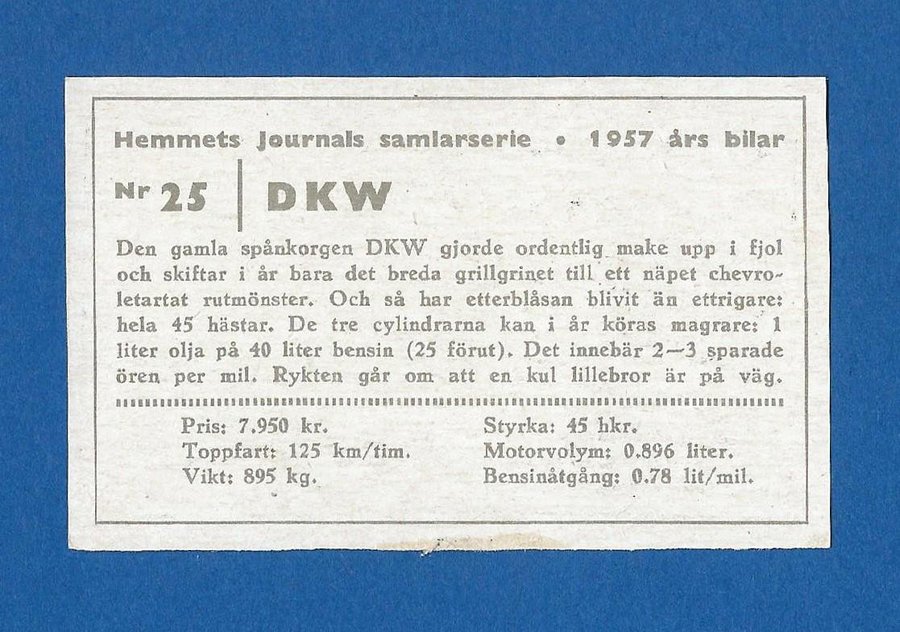 Hemmets Journals samlarserie • 1957 års bilar
Nr 25 | DKW
Den gamla spånkorgen DKW gjorde ordentlig make upp i fjol
och skiftar i år bara det breda grillgrinet till ett näpet chevro-
letartat rutmönster. Och så har etterblåsan blivit än ettrigare:
hela 45 hästar. De tre cylindrarna kan i år köras magrare: 1
liter olja på 40 liter bensin (25 förut). Det innebär 2—3 sparade
ören per mil. Rykten går om att en kul lillebror är på väg.
Pris: 7.950 kr.
Toppfart: 125 km/tim.
Vikt: 895 kg.
Styrka: 45 hkr.
Motorvolym: 0.896 liter.
Bensinåtgång: 0.78 lit/mil.